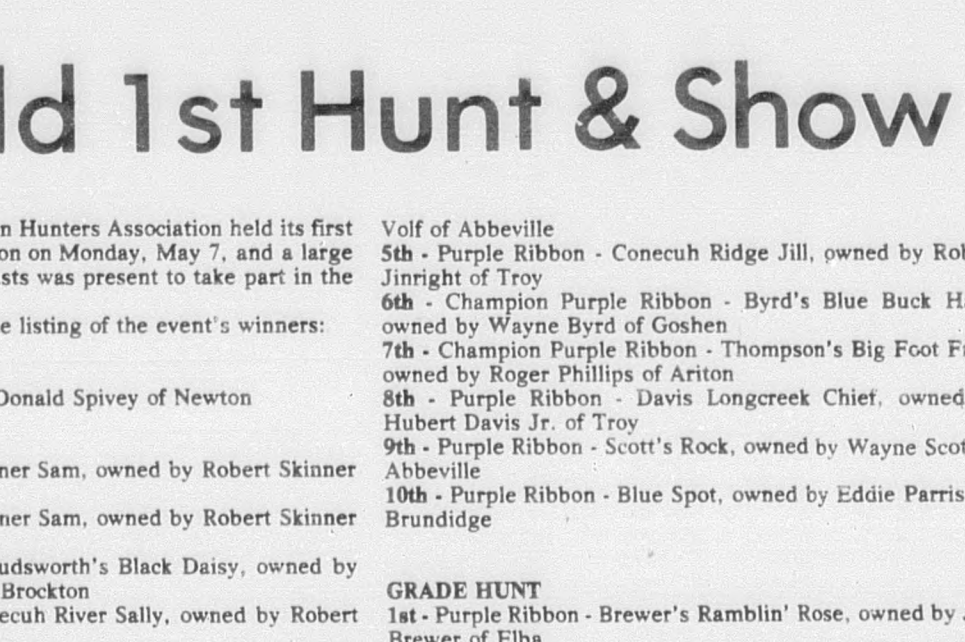 ld 1st Hunt & Show
n Hunters Association held its first
on on Monday, May 7, and a large
sts was present to take part in the
e listing of the event's winners:
Donald Spivey of Newton
ner Sam, owned by Robert Skinner
ner Sam, owned by Robert Skinner
udsworth's Black Daisy, owned by
Brockton
ecuh River Sally, owned by Robert
Volf of Abbeville
5th - Purple Ribbon - Conecuh Ridge Jill, owned by Rob
Jinright of Troy
6th - Champion Purple Ribbon - Byrd's Blue Buck H
owned by Wayne Byrd of Goshen
7th - Champion Purple Ribbon - Thompson's Big Foot F
owned by Roger Phillips of Ariton
8th - Purple Ribbon - Davis Longcreek Chief, owned
Hubert Davis Jr. of Troy
9th - Purple Ribbon - Scott's Rock, owned by Wayne Scot
Abbeville
10th - Purple Ribbon - Blue Spot, owned by Eddie Parris
Brundidge
GRADE HUNT
1st - Purple Ribbon - Brewer's Ramblin' Rose, owned by
Brewer of Elba